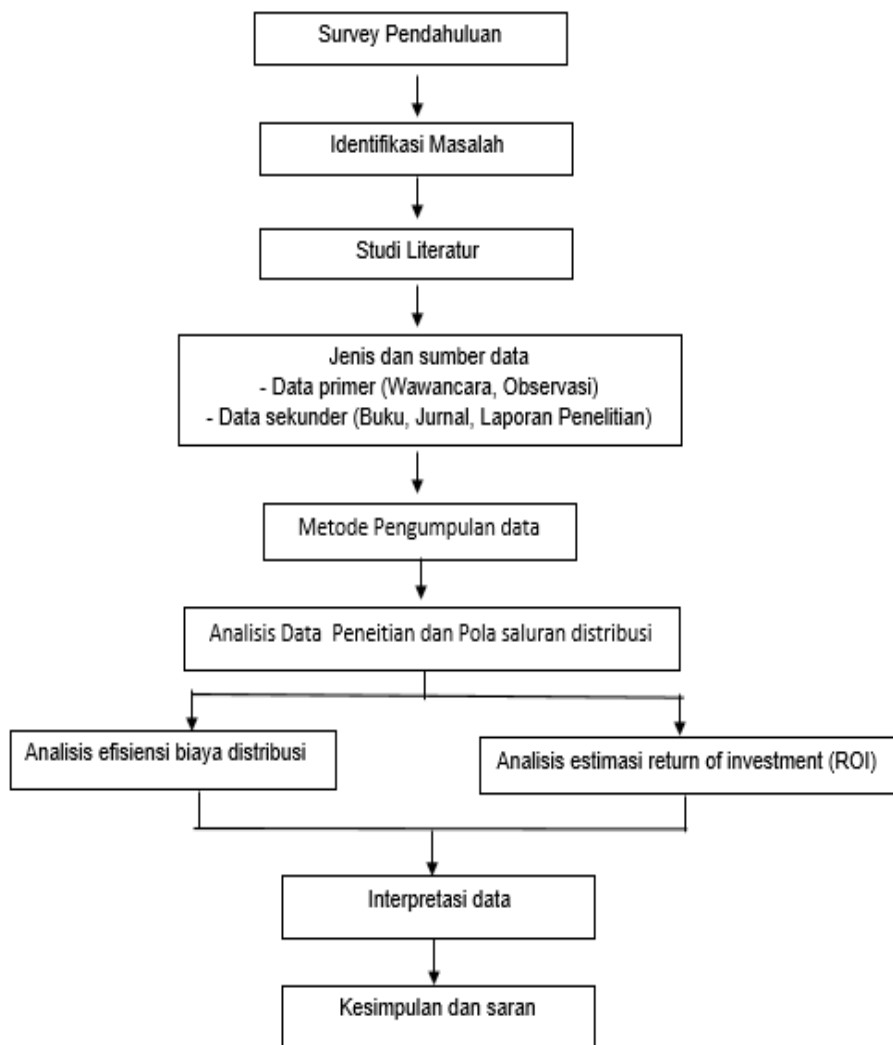 Survey Pendahuluan
Identifikasi Masalah
Studi Literatur
Jenis dan sumber data
- Data primer (Wawancara, Observasi)
- Data sekunder (Buku, Jurnal, Laporan Penelitian)
Metode Pengumpulan data
Analisis Data Peneitian dan Pola saluran distribusi
Analisis efisiensi biaya distribusi
Analisis estimasi return of investment (ROI)
Interpretasi data
Kesimpulan dan saran